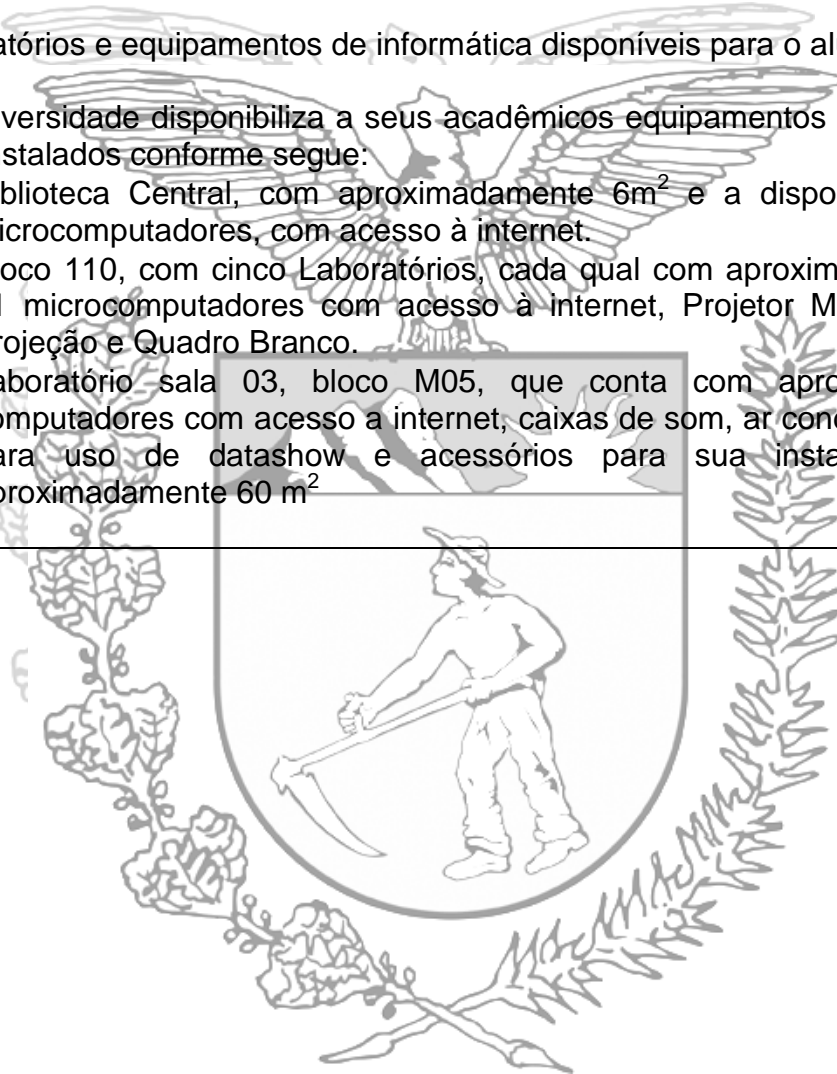 atórios e equipamentos de informática disponíveis para o al
versidade disponibiliza a seus acadêmicos equipamentos
stalados conforme segue:
blioteca Central, com aproximadamente 6m² e a dispo
icrocomputadores, com acesso à internet.
oco 110, com cinco Laboratórios, cada qual com aproxim
1 microcomputadores com acesso à internet, Projetor M
rojeção e Quadro Branco.
aboratório sala 03, bloco M05, que conta com apro
omputadores com acesso a internet, caixas de som, ar cond
ara uso de datashow e acessórios para sua insta
proximadamente 60 m²